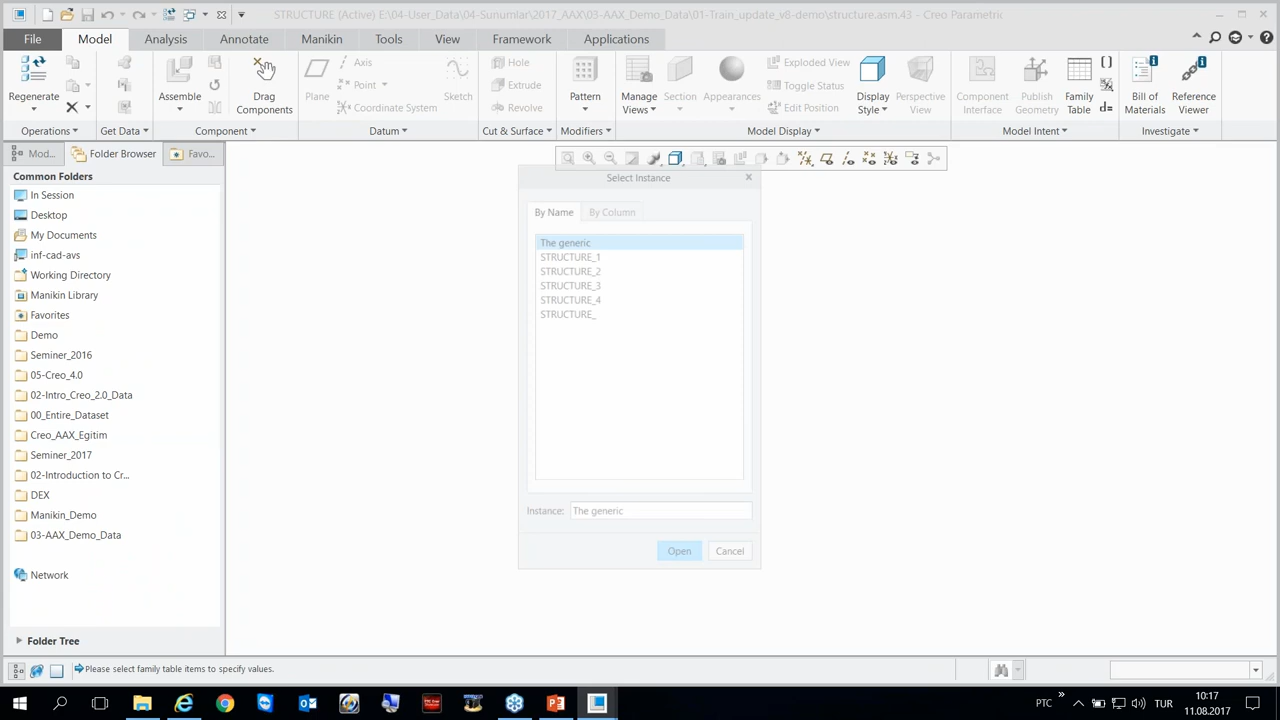 STRUCTURE (Active) E:\04-User_Data\04-Sunumlar\2017_AAX\03-AAX_Demo_Data\01-Train_update_v8-demo\structure.asm.43 - Creo Parametric
File Model Analysis Annotate Manikin Tools View Framework Applications
Regenerate
Assemble
Drag Components
Plane
Axis
Point
Coordinate System
Sketch
Hole
Extrude
Revolve
Pattern
Manage Views
Section
Appearances
Exploded View
Toggle Status
Edit Position
Display Style
Perspective View
Component Interface
Publish Geometry
Family Table
Bill of Materials
Reference Viewer
Operations Get Data Component Datum Cut & Surface Modifiers Model Display Model Intent Investigate
Mod... Folder Browser Favo...
Common Folders
In Session
Desktop
My Documents
inf-cad-avs
Working Directory
Manikin Library
Favorites
Demo
Seminer_2016
05-Creo_4.0
02-Intro_Creo_2.0_Data
00_Entire_Dataset
Creo_AAX_Egitim
Seminer_2017
02-Introduction to Cr...
DEX
Manikin_Demo
03-AAX_Demo_Data
Network
Folder Tree
Select Instance
By Name By Column
The generic
STRUCTURE_1
STRUCTURE_2
STRUCTURE_3
STRUCTURE_4
STRUCTURE_
Instance: The generic
Open Cancel
Please select family table items to specify values.
PTC
TUR
10:17
11.08.2017